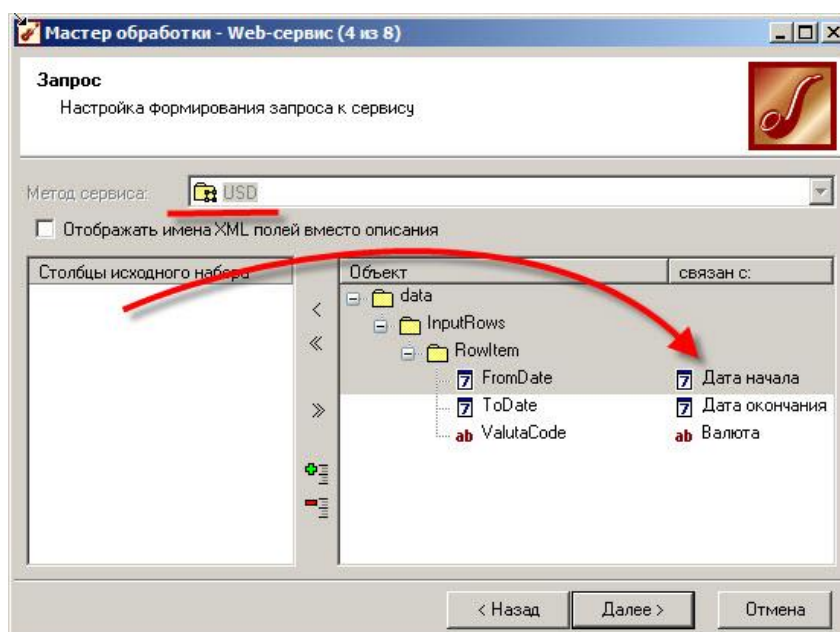 Мастер обработки - Web-сервис (4 из 8)
Запрос
Настройка формирования запроса к сервису
Метод сервиса: USD
Отображать имена XML полей вместо описания
Столбцы исходного набора Объект связан с:
data
InputRows
RowItem
FromDate Дата начала
ToDate Дата окончания
ab ValutaCode ab Валюта
< Назад Далее > Отмена